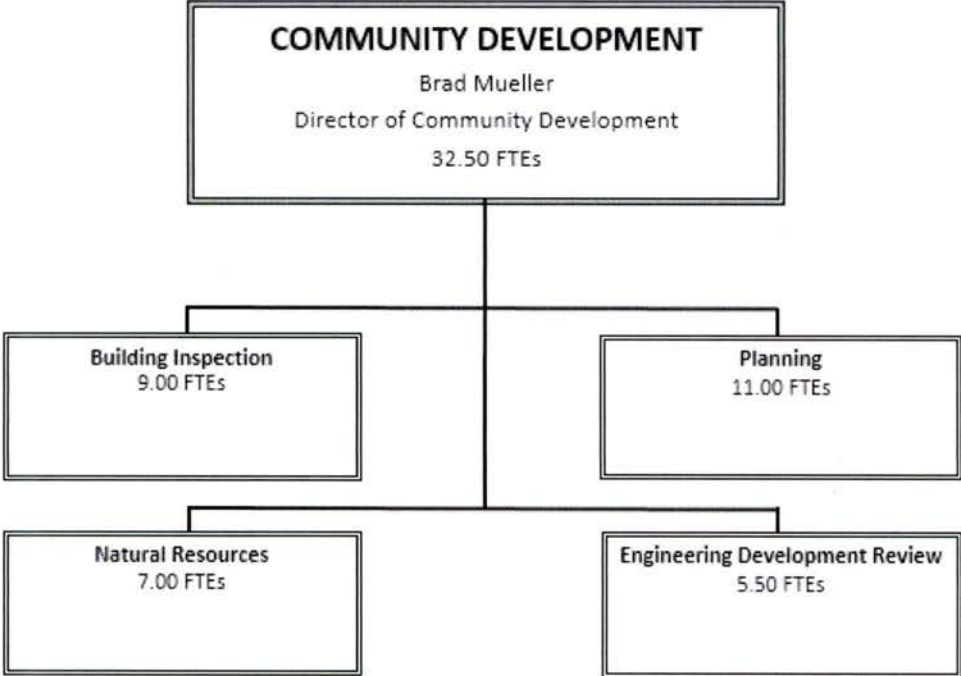 COMMUNITY DEVELOPMENT
Brad Mueller
Director of Community Development
32.50 FTEs
Building Inspection
9.00 FTEs
Planning
11.00 FTEs
Natural Resources
7.00 FTEs
Engineering Development Review
5.50 FTEs